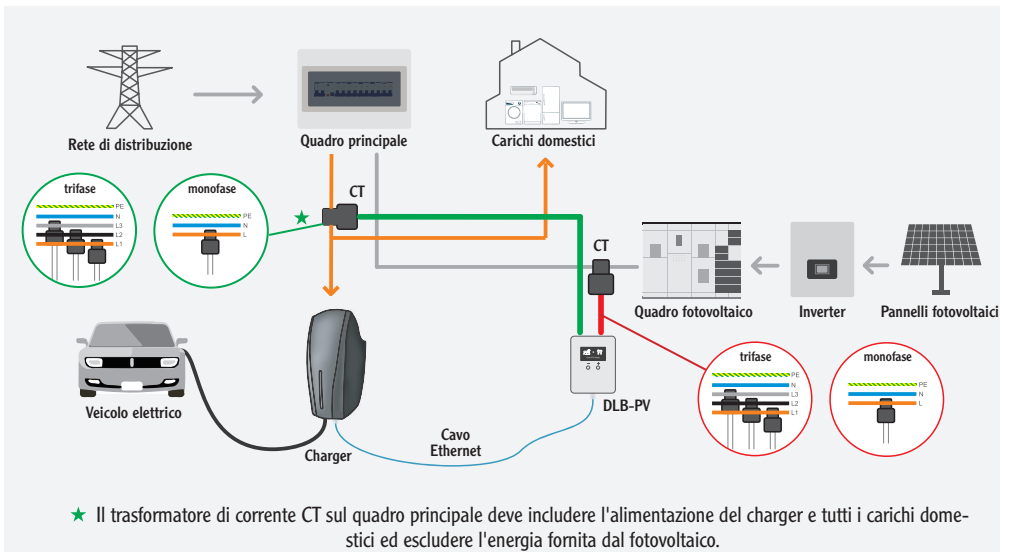 Rete di distribuzione
Quadro principale
Carichi domestici
trifase
PE
N
L3
L2
L1
monofase
PE
N
L
CT
CT
Quadro fotovoltaico
Inverter
Pannelli fotovoltaici
Veicolo elettrico
Charger
Cavo
Ethernet
DLB-PV
trifase
PE
N
L3
L2
L1
monofase
PE
N
L
★ Il trasformatore di corrente CT sul quadro principale deve includere l'alimentazione del charger e tutti i carichi dome-
stici ed escludere l'energia fornita dal fotovoltaico.